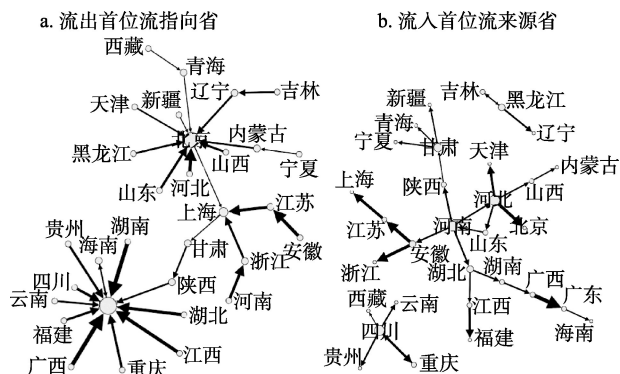 a. 流出首位流指向省
b. 流入首位流来源省
西藏
青海
辽宁
吉林
天津
新疆
北京
内蒙古
黑龙江
山西
宁夏
山东
河北
上海
江苏
安徽
贵州
湖南
海南
甘肃
浙江
四川
陕西
河南
云南
湖北
福建
江西
广西
重庆
吉林
新疆
黑龙江
青海
辽宁
宁夏
甘肃
天津
内蒙古
上海
陕西
河北
山西
江苏
河南
北京
安徽
山东
浙江
湖北
湖南
广西
广东
西藏
云南
江西
海南
四川
福建
贵州
重庆